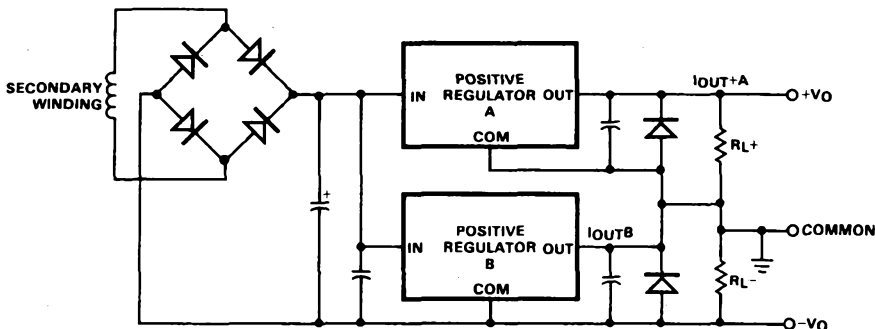 SECONDARY
WINDING
+
IN
POSITIVE
REGULATOR
A
OUT
COM
IOUT+A
+VO
RL+
IN
POSITIVE
REGULATOR
B
OUT
COM
IOUTB
COMMON
RL-
-VO